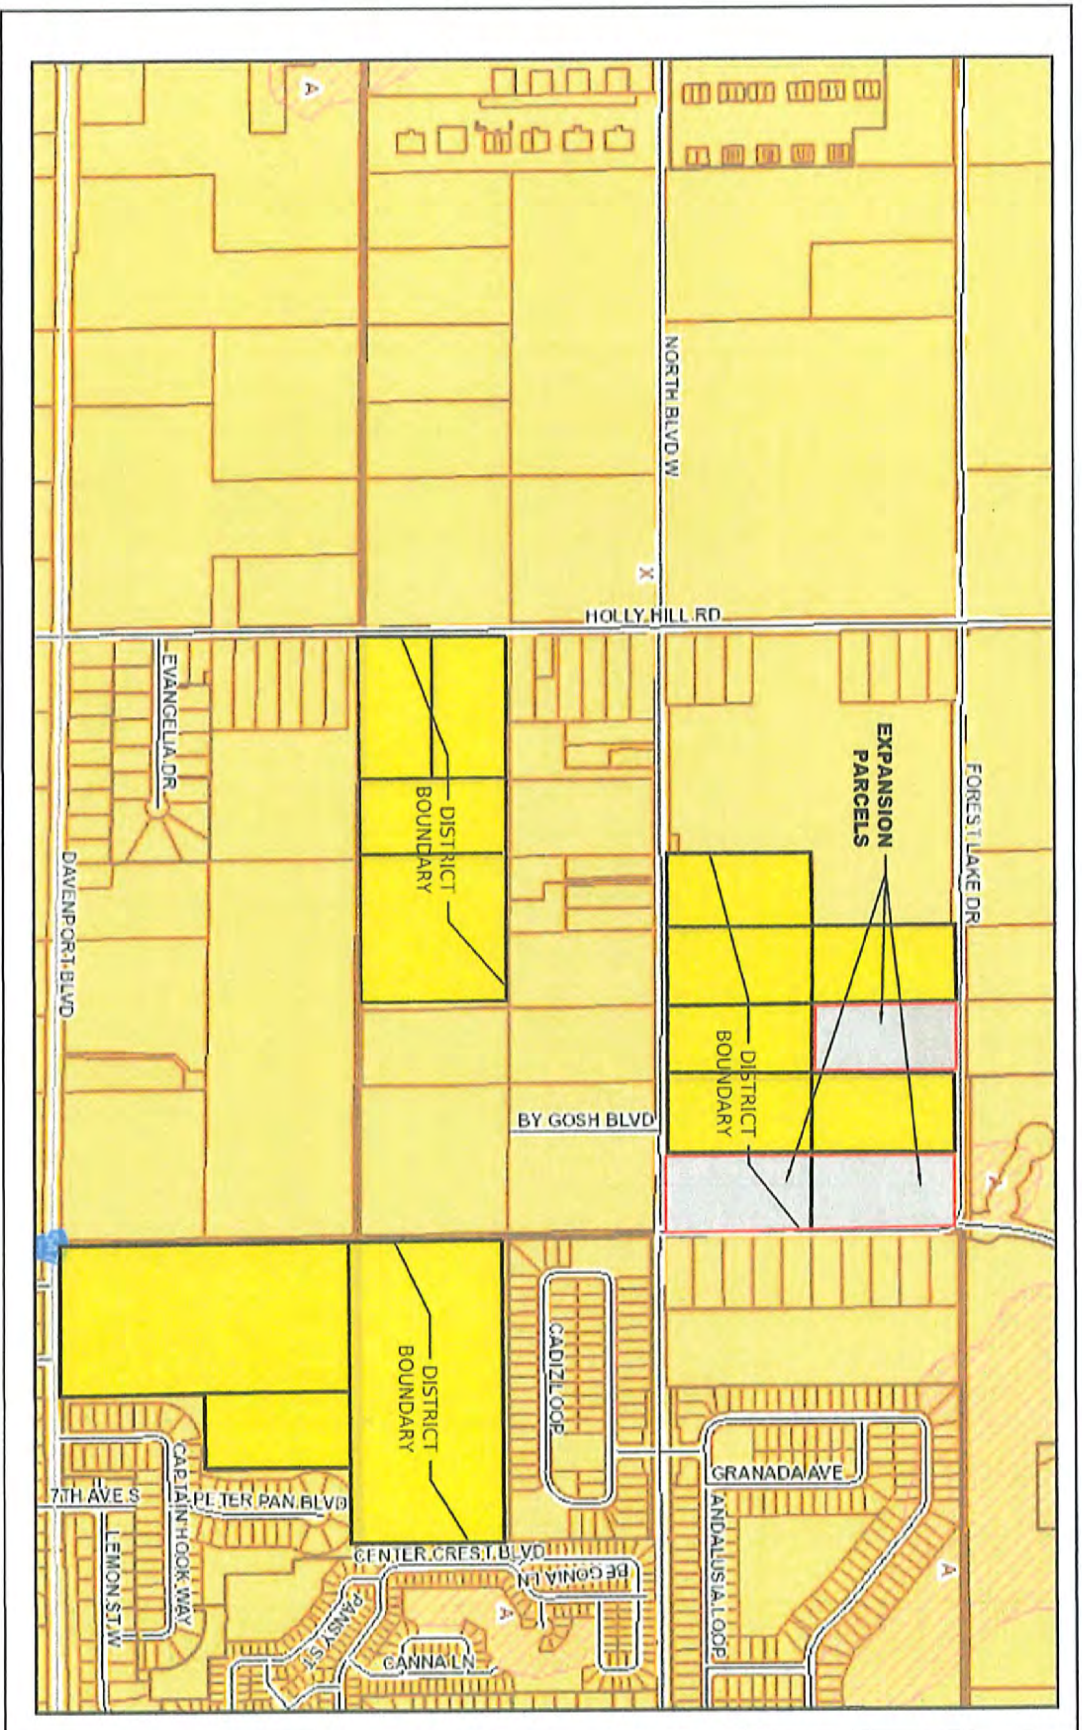 A
NORTH BLVD W
X
HOLLY HILL RD
EVANGELIA DR
EXPANSION
PARCELS
FOREST LAKE DR
DISTRICT
BOUNDARY
DAVENPORT BLVD
DISTRICT
BOUNDARY
BY GOSH BLVD
A
CADIZ LOOP
DISTRICT
BOUNDARY
GRANADA AVE
7TH AVE S
PETER PAN BLVD
CAPTAIN HOOK WAY
LEMON ST W
CENTER CREST BLVD
BEGONIA LN
ANDALUSIA LOOP
A
PANSY ST
A
CANNA LN